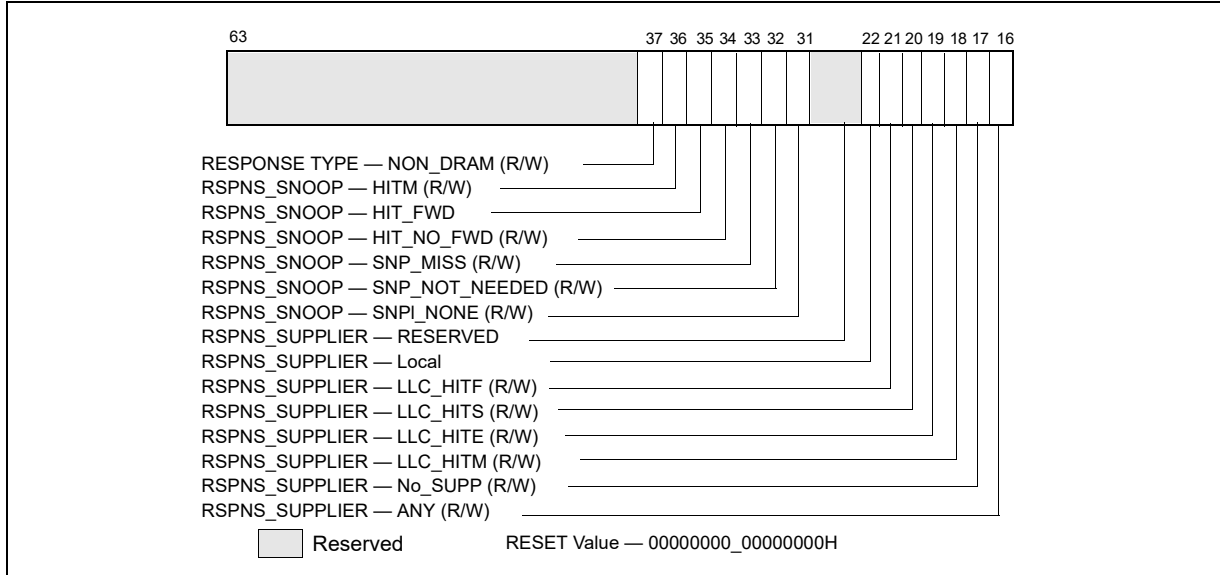 63 37 36 35 34 33 32 31 22 21 20 19 18 17 16
RESPONSE TYPE — NON_DRAM (R/W)
RSPNS_SNOOP — HITM (R/W)
RSPNS_SNOOP — HIT_FWD
RSPNS_SNOOP — HIT_NO_FWD (R/W)
RSPNS_SNOOP — SNP_MISS (R/W)
RSPNS_SNOOP — SNP_NOT_NEEDED (R/W)
RSPNS_SNOOP — SNPl_NONE (R/W)
RSPNS_SUPPLIER — RESERVED
RSPNS_SUPPLIER — Local
RSPNS_SUPPLIER — LLC_HITF (R/W)
RSPNS_SUPPLIER — LLC_HITS (R/W)
RSPNS_SUPPLIER — LLC_HITE (R/W)
RSPNS_SUPPLIER — LLC_HITM (R/W)
RSPNS_SUPPLIER — No_SUPP (R/W)
RSPNS_SUPPLIER — ANY (R/W)
Reserved RESET Value — 00000000_00000000H